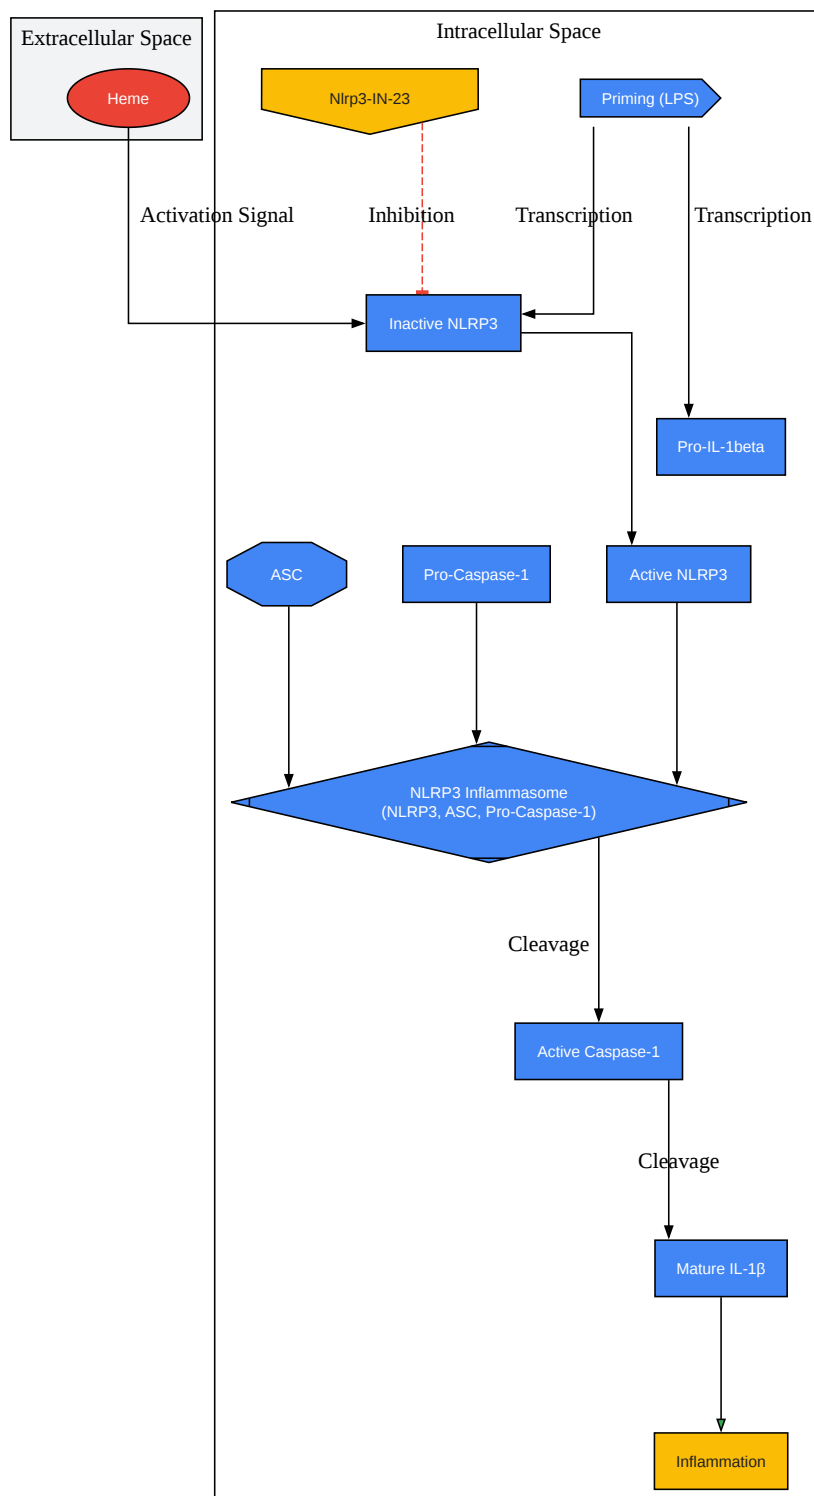 Extracellular Space
Intracellular Space
Heme
Nlrp3-IN-23
Priming (LPS)
Activation Signal
Inhibition
Transcription
Transcription
Inactive NLRP3
Pro-IL-1beta
ASC
Pro-Caspase-1
Active NLRP3
NLRP3 Inflammasome
(NLRP3, ASC, Pro-Caspase-1)
Cleavage
Active Caspase-1
Cleavage
Mature IL-1β
Inflammation